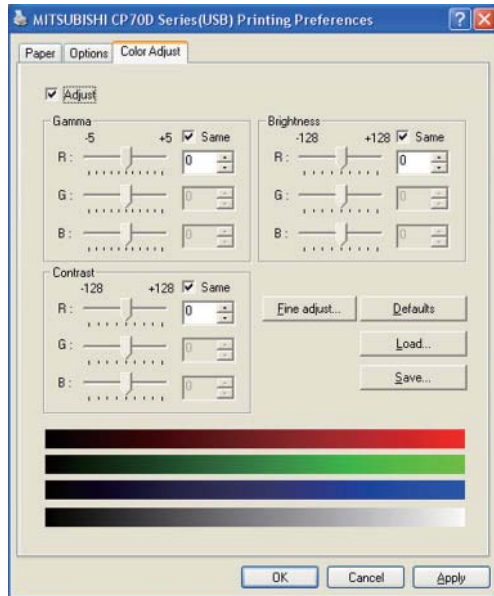 MITSUBISHI CP70D Series(USB) Printing Preferences
Paper Options Color Adjust
Adjust
Gamma
-5 +5 Same
R: 0
G: 0
B: 0
Brightness
-128 +128 Same
R: 0
G: 0
B: 0
Contrast
-128 +128 Same
R: 0
G: 0
B: 0
Fine adjust... Defaults
Load...
Save...
OK Cancel Apply